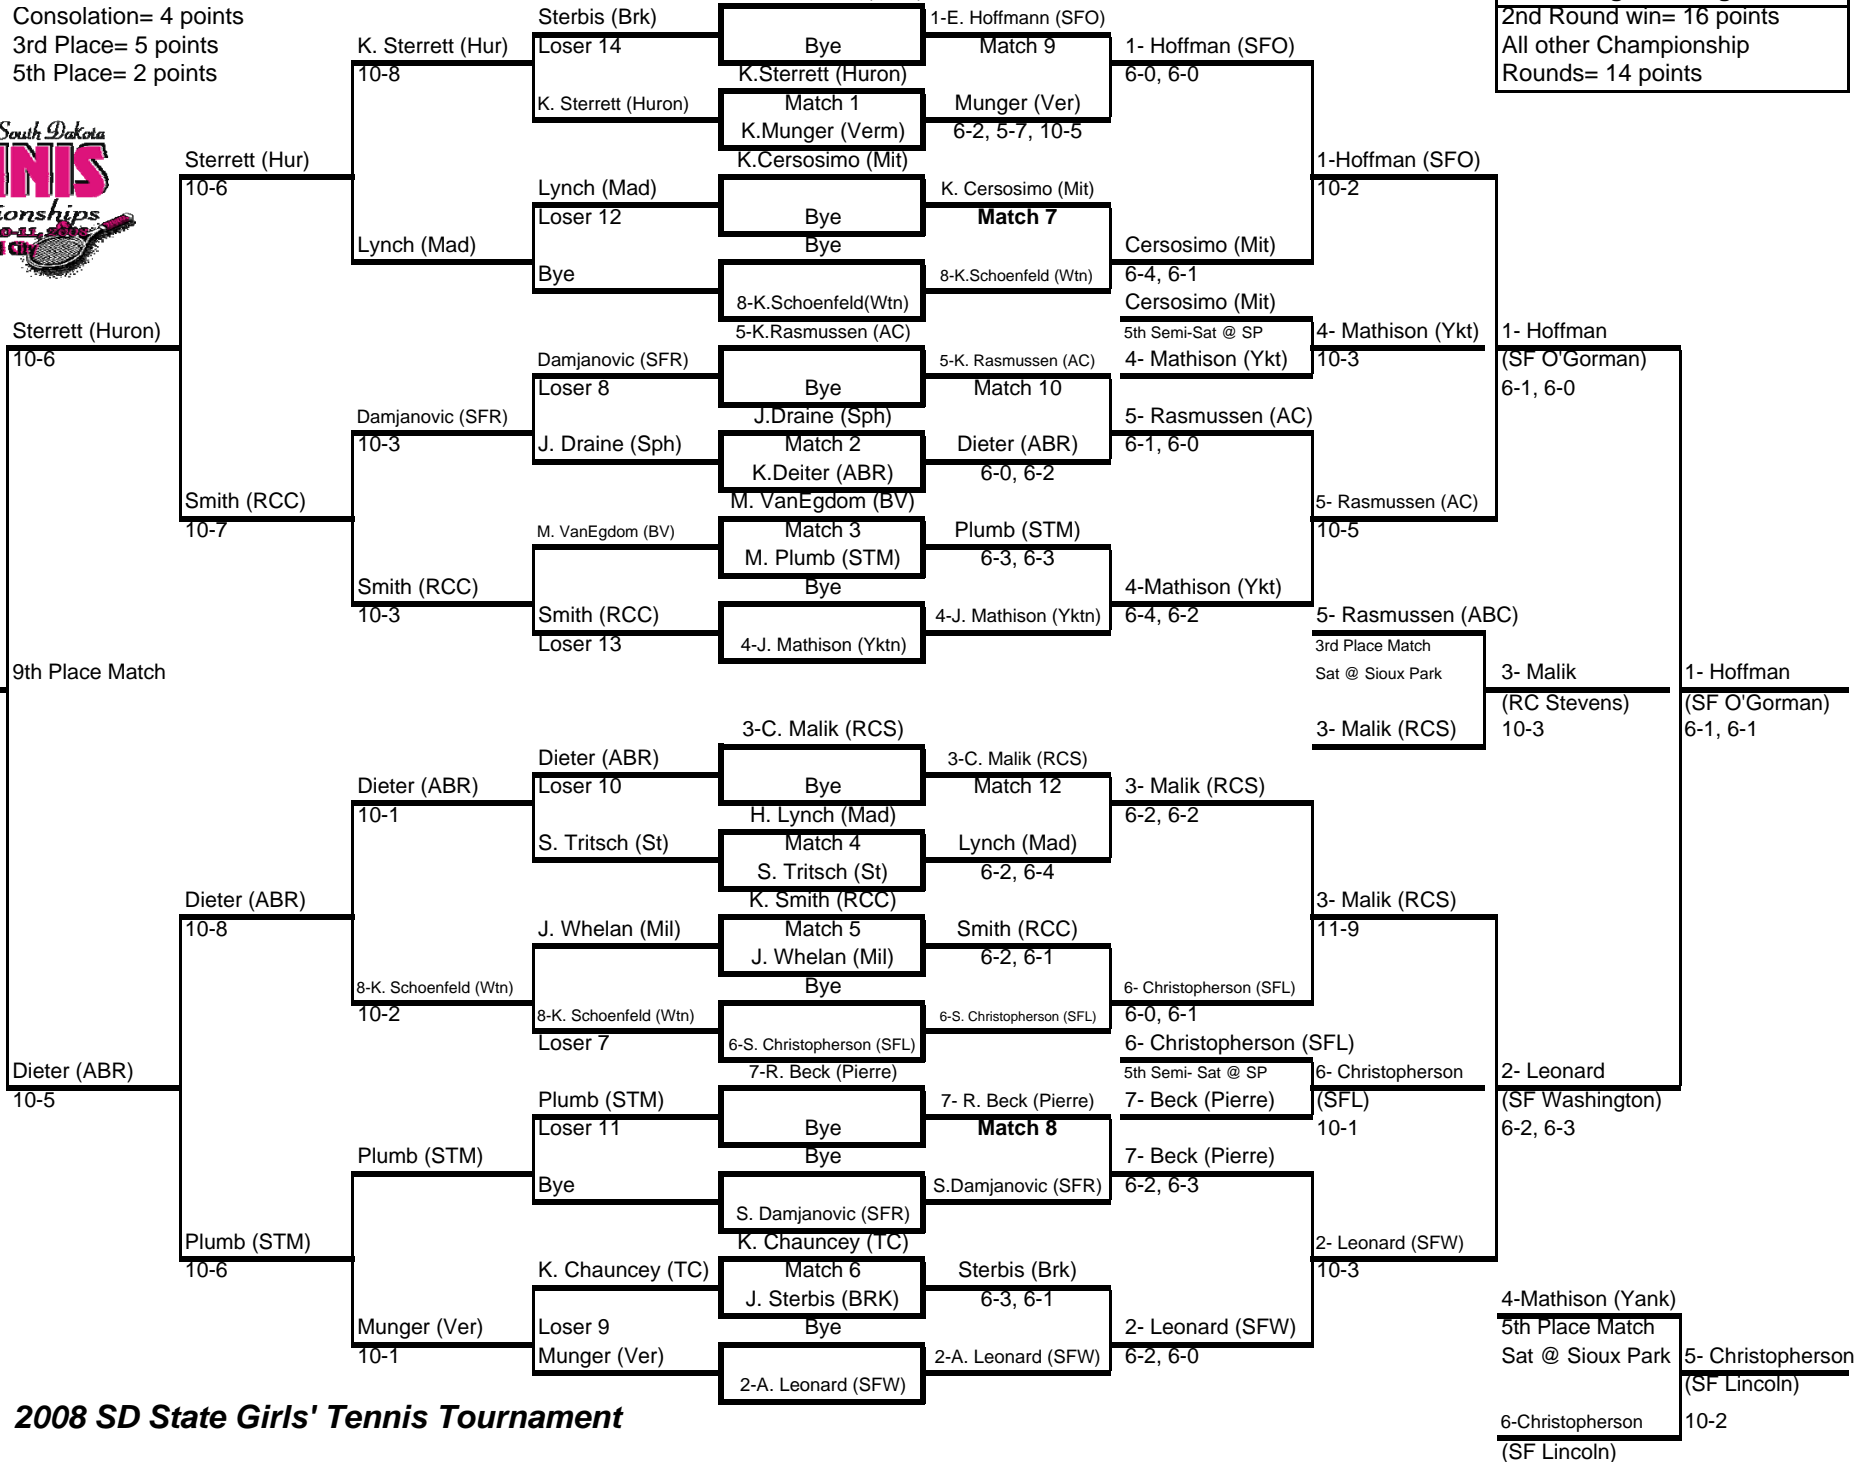 Consolation= 4 points
3rd Place= 5 points
5th Place= 2 points
South Dakota
2nd Round win= 16 points
All other Championship
Rounds= 14 points
Sterrett (Huron)
10-6
9th Place Match
Dieter (ABR)
10-5
Sterrett (Hur)
10-6
Smith (RCC)
10-7
Dieter (ABR)
10-8
Plumb (STM)
10-6
K. Sterrett (Hur)
10-8
Lynch (Mad)
Damjanovic (SFR)
10-3
Smith (RCC)
10-3
Dieter (ABR)
10-1
8-K. Schoenfeld (Wtn)
10-2
Plumb (STM)
Munger (Ver)
10-1
Sterbis (Brk)
Loser 14
K. Sterrett (Huron)
Lynch (Mad)
Loser 12
Bye
Damjanovic (SFR)
Loser 8
J. Draine (Sph)
M. VanEgdom (BV)
Smith (RCC)
Loser 13
Dieter (ABR)
Loser 10
S. Tritsch (St)
J. Whelan (Mil)
8-K. Schoenfeld (Wtn)
Loser 7
Plumb (STM)
Loser 11
Bye
K. Chauncey (TC)
Loser 9
Munger (Ver)
Bye
K.Sterrett (Huron)
Match 1
K.Munger (Verm)
K.Cersosimo (Mit)
Bye
Bye
8-K.Schoenfeld(Wtn)
5-K.Rasmussen (AC)
Bye
J.Draine (Sph)
Match 2
K.Deiter (ABR)
M. VanEgdom (BV)
Match 3
M. Plumb (STM)
Bye
4-J. Mathison (Yktn)
3-C. Malik (RCS)
Bye
H. Lynch (Mad)
Match 4
S. Tritsch (St)
K. Smith (RCC)
Match 5
J. Whelan (Mil)
Bye
6-S. Christopherson (SFL)
7-R. Beck (Pierre)
Bye
Bye
S. Damjanovic (SFR)
K. Chauncey (TC)
Match 6
J. Sterbis (BRK)
Bye
2-A. Leonard (SFW)
1-E. Hoffmann (SFO)
Match 9
Munger (Ver)
6-2, 5-7, 10-5
K. Cersosimo (Mit)
Match 7
8-K.Schoenfeld (Wtn)
5-K. Rasmussen (AC)
Match 10
Dieter (ABR)
6-0, 6-2
Plumb (STM)
6-3, 6-3
4-J. Mathison (Yktn)
3-C. Malik (RCS)
Match 12
Lynch (Mad)
6-2, 6-4
Smith (RCC)
6-2, 6-1
6-S. Christopherson (SFL)
7- R. Beck (Pierre)
Match 8
S.Damjanovic (SFR)
Sterbis (Brk)
6-3, 6-1
2-A. Leonard (SFW)
1- Hoffman (SFO)
6-0, 6-0
Cersosimo (Mit)
6-4, 6-1
Cersosimo (Mit)
5th Semi-Sat @ SP
4- Mathison (Ykt)
5- Rasmussen (AC)
6-1, 6-0
4-Mathison (Ykt)
6-4, 6-2
3- Malik (RCS)
6-2, 6-2
6- Christopherson (SFL)
6-0, 6-1
6- Christopherson (SFL)
5th Semi- Sat @ SP
7- Beck (Pierre)
7- Beck (Pierre)
6-2, 6-3
2- Leonard (SFW)
6-2, 6-0
1-Hoffman (SFO)
10-2
4- Mathison (Ykt)
10-3
5- Rasmussen (AC)
10-5
5- Rasmussen (ABC)
3rd Place Match
Sat @ Sioux Park
3- Malik (RCS)
3- Malik (RCS)
11-9
6- Christopherson
(SFL)
10-1
2- Leonard (SFW)
10-3
1- Hoffman
(SF O'Gorman)
6-1, 6-0
3- Malik
(RC Stevens)
10-3
2- Leonard
(SF Washington)
6-2, 6-3
4-Mathison (Yank)
5th Place Match
Sat @ Sioux Park
6-Christopherson
(SF Lincoln)
1- Hoffman
(SF O'Gorman)
6-1, 6-1
5- Christopherson
(SF Lincoln)
10-2
2008 SD State Girls' Tennis Tournament